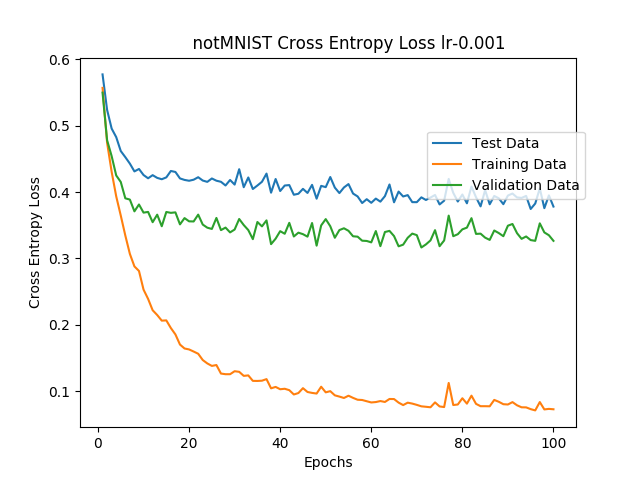 notMNIST Cross Entropy Loss lr-0.001
Cross Entropy Loss
0.6
0.5
0.4
0.3
0.2
0.1
Test Data
Training Data
Validation Data
0 20 40 60 80 100
Epochs